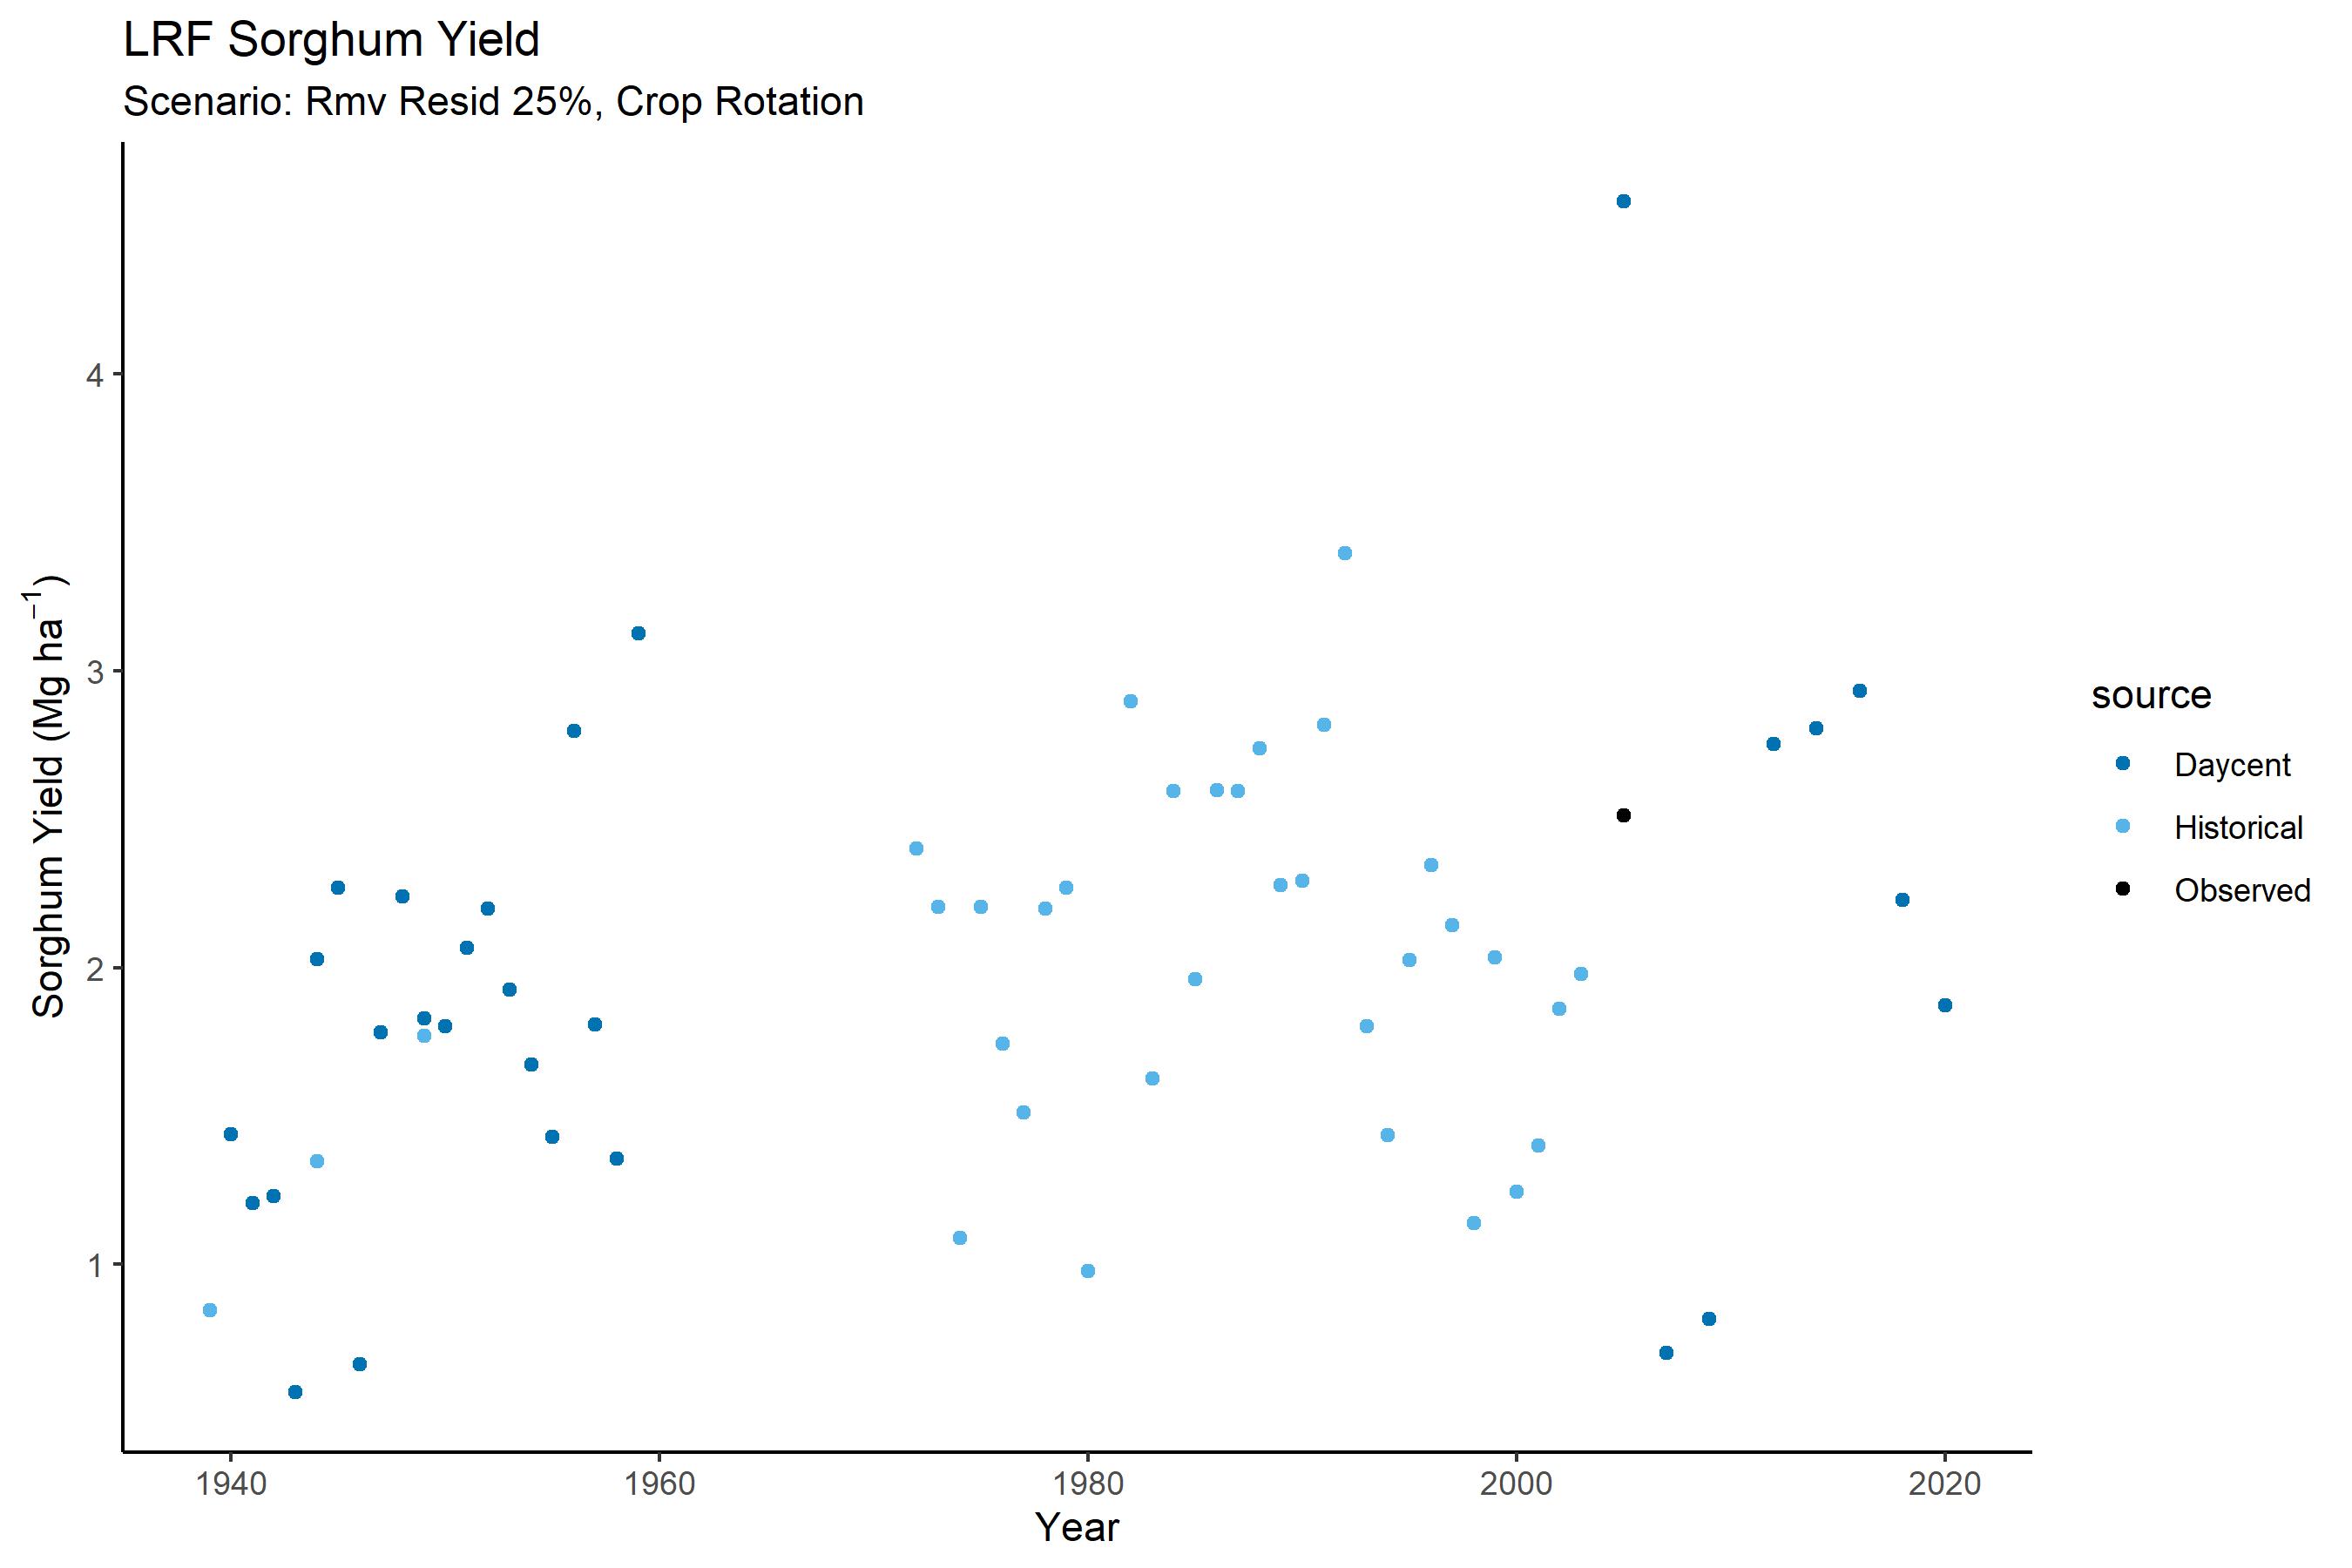 LRF Sorghum Yield
Scenario: Rmv Resid 25%, Crop Rotation
Sorghum Yield (Mg ha⁻¹)
4
3
2
1
1940 1960 1980 2000 2020
Year
source
Daycent
Historical
Observed